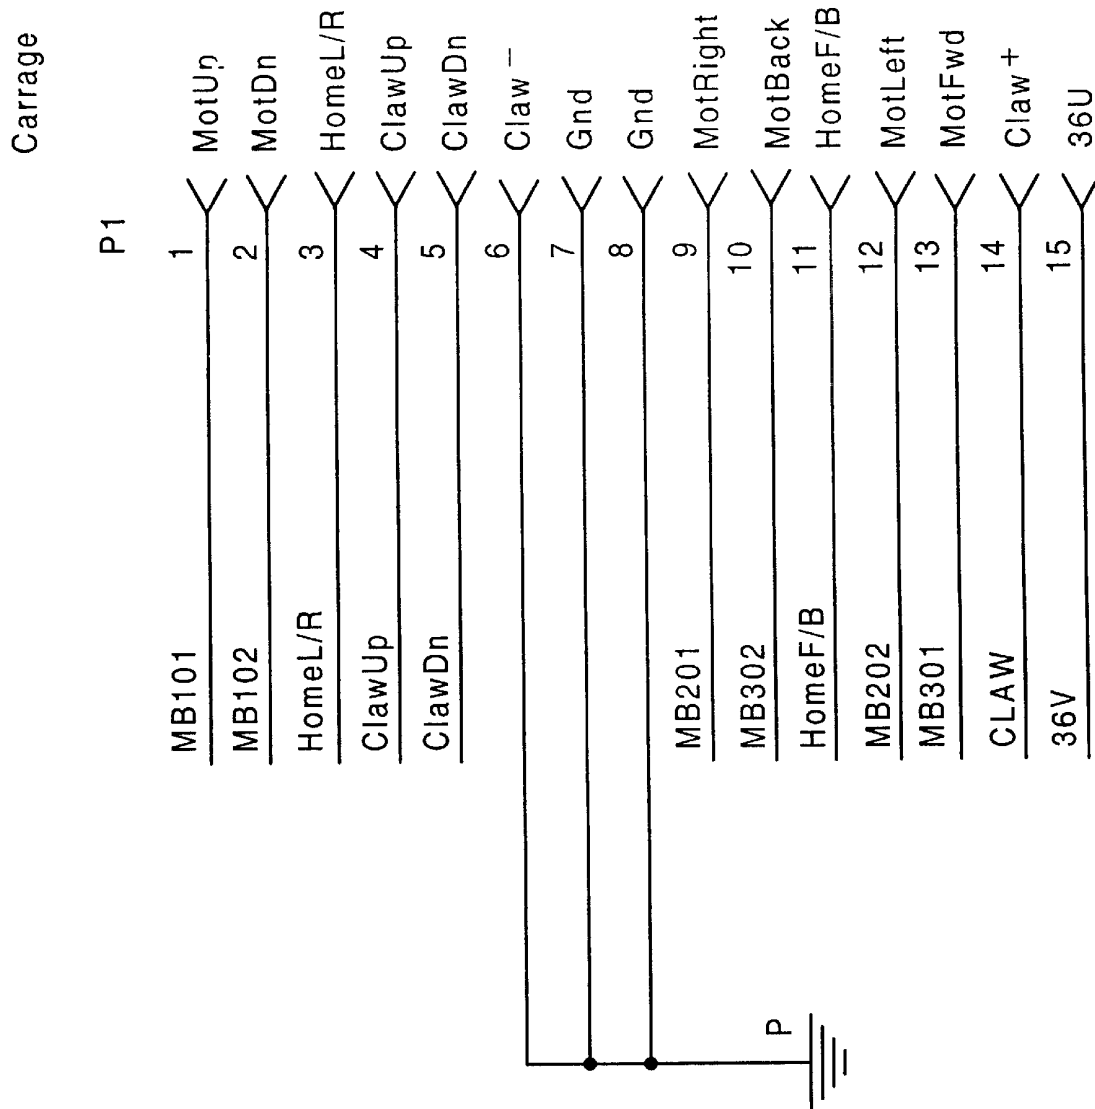 Carrage
P1
MB101 1 MotUp
MB102 2 MotDn
HomeL/R 3 HomeL/R
ClawUp 4 ClawUp
ClawDn 5 ClawDn
6 Claw -
7 Gnd
8 Gnd
MB201 9 MotRight
MB302 10 MotBack
HomeF/B 11 HomeF/B
MB202 12 MotLeft
MB301 13 MotFwd
CLAW 14 Claw +
36V 15 36U
P